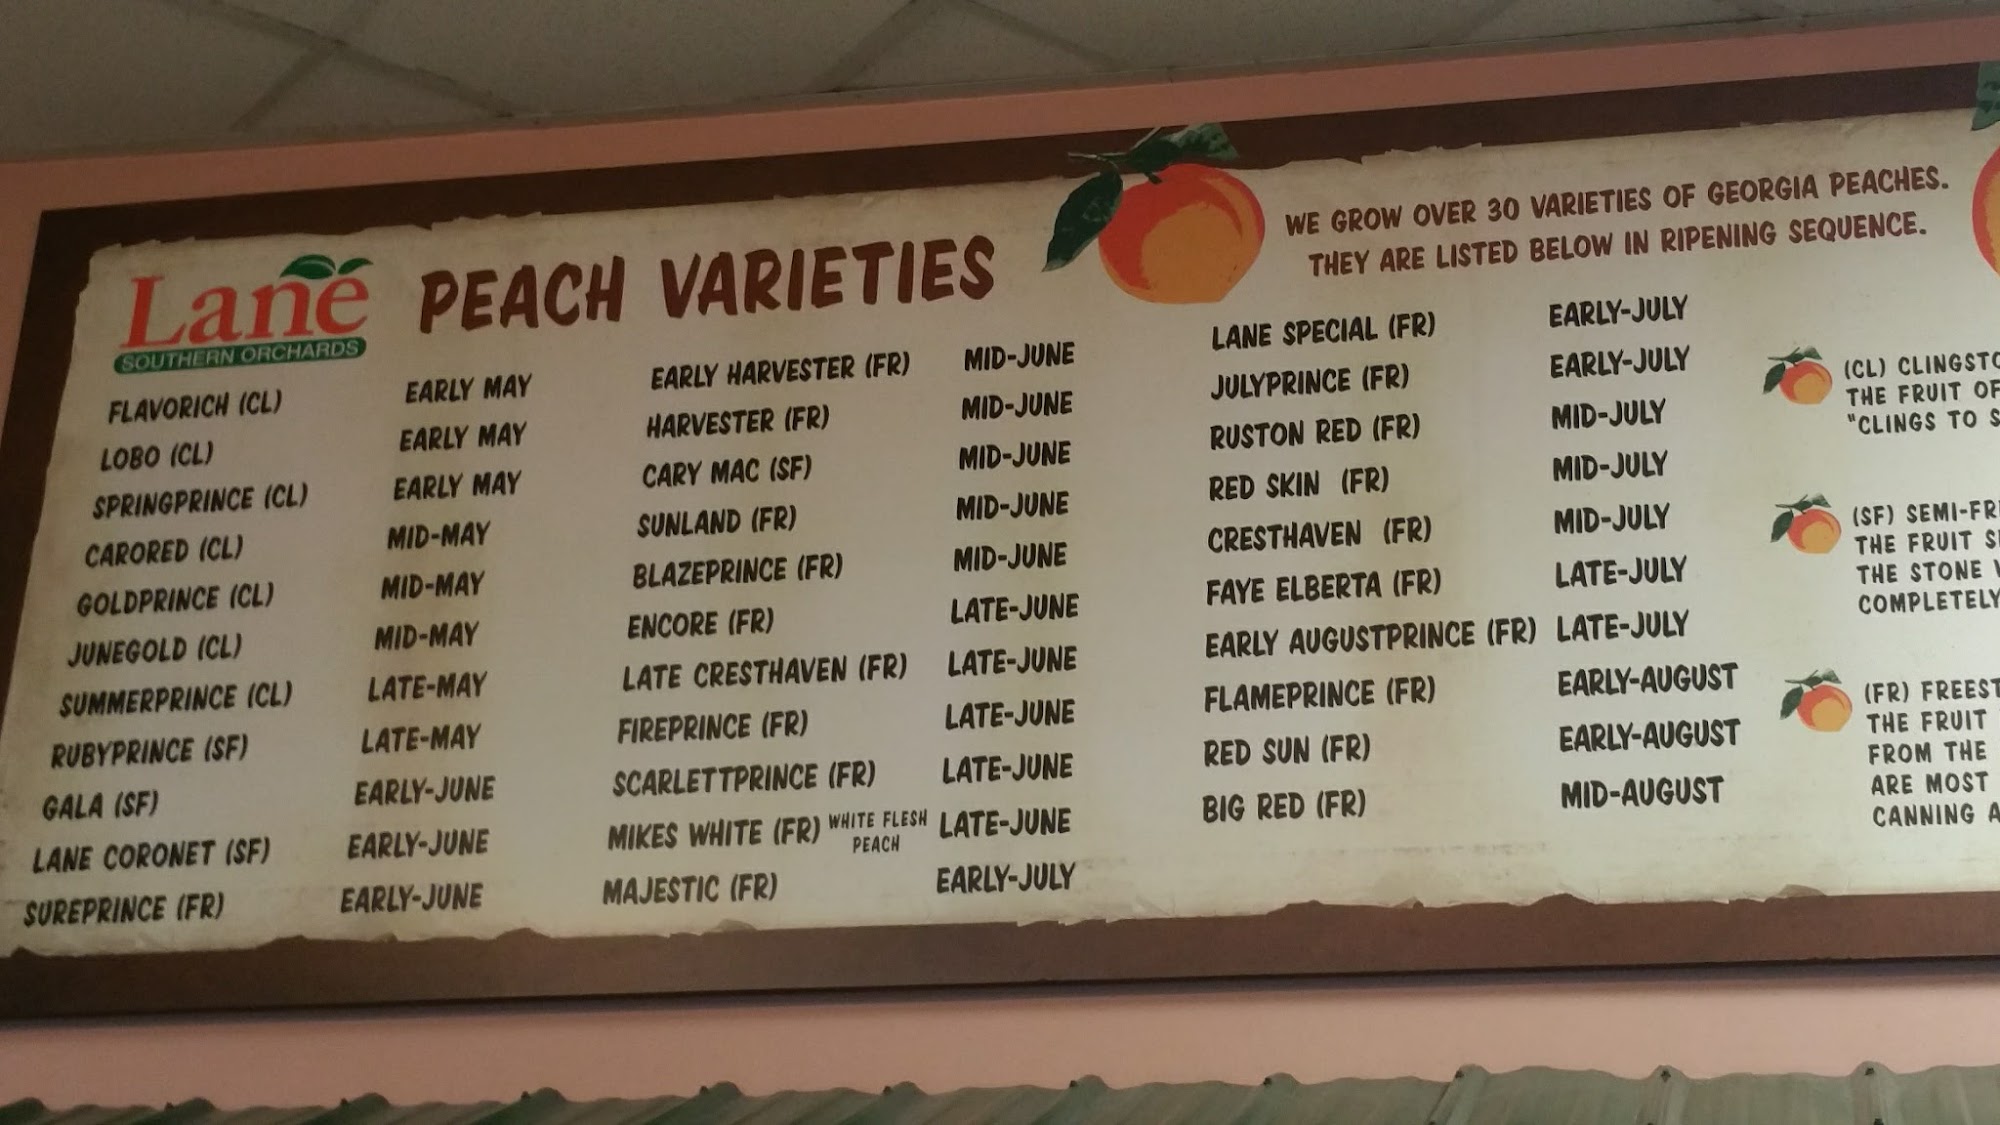 Lane
SOUTHERN ORCHARDS
PEACH VARIETIES
WE GROW OVER 30 VARIETIES OF GEORGIA PEACHES.
THEY ARE LISTED BELOW IN RIPENING SEQUENCE.
FLAVORICH (CL) EARLY MAY
LOBO (CL) EARLY MAY
SPRINGPRINCE (CL) EARLY MAY
CARORED (CL) MID-MAY
GOLDPRINCE (CL) MID-MAY
JUNEGOLD (CL) MID-MAY
SUMMERPRINCE (CL) LATE-MAY
RUBYPRINCE (SF) LATE-MAY
GALA (SF) EARLY-JUNE
LANE CORONET (SF) EARLY-JUNE
SUREPRINCE (FR) EARLY-JUNE
EARLY HARVESTER (FR) MID-JUNE
HARVESTER (FR) MID-JUNE
CARY MAC (SF) MID-JUNE
SUNLAND (FR) MID-JUNE
BLAZEPRINCE (FR) MID-JUNE
ENCORE (FR) LATE-JUNE
LATE CRESTHAVEN (FR) LATE-JUNE
FIREPRINCE (FR) LATE-JUNE
SCARLETTPRINCE (FR) LATE-JUNE
MIKES WHITE (FR) WHITE FLESH PEACH LATE-JUNE
MAJESTIC (FR) EARLY-JULY
LANE SPECIAL (FR) EARLY-JULY
JULYPRINCE (FR) EARLY-JULY
RUSTON RED (FR) MID-JULY
RED SKIN (FR) MID-JULY
CRESTHAVEN (FR) MID-JULY
FAYE ELBERTA (FR) LATE-JULY
EARLY AUGUSTPRINCE (FR) LATE-JULY
FLAMEPRINCE (FR) EARLY-AUGUST
RED SUN (FR) EARLY-AUGUST
BIG RED (FR) MID-AUGUST
(CL)
THE FRUIT OF
"CLINGS TO
(SF)
THE FRUIT
THE STONE
COMPLETELY
(FR)
THE FRUIT
FROM THE
ARE MOST
CANNING